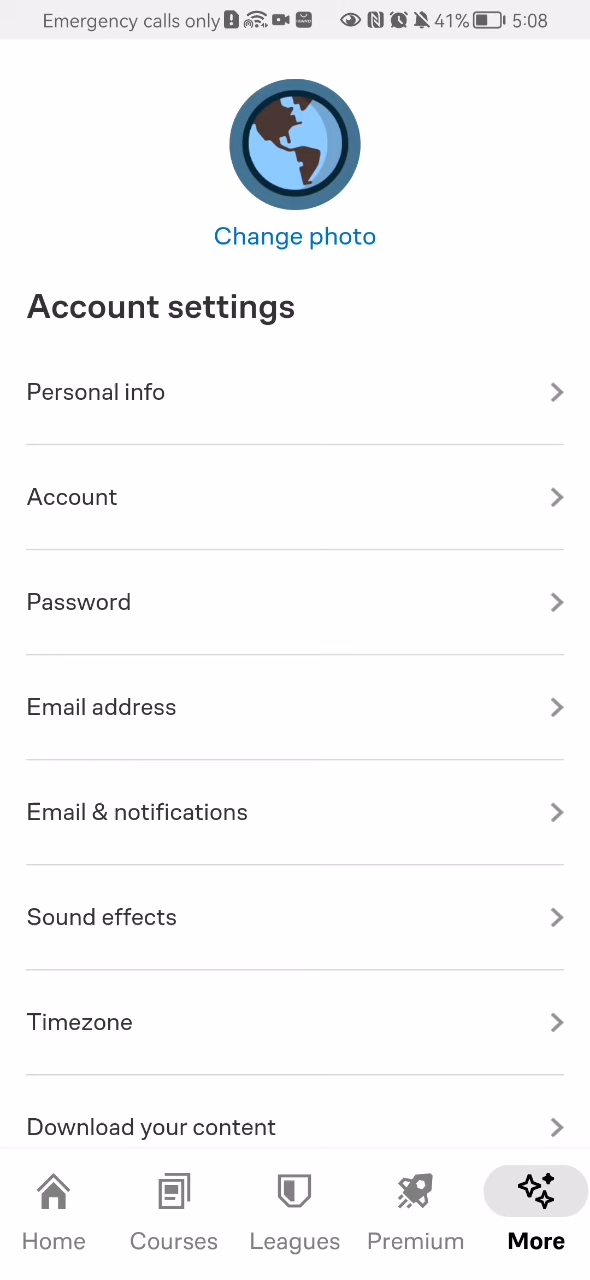 Emergency calls only 41% 5:08
Change photo
Account settings
Personal info
Account
Password
Email address
Email & notifications
Sound effects
Timezone
Download your content
Home Courses Leagues Premium More